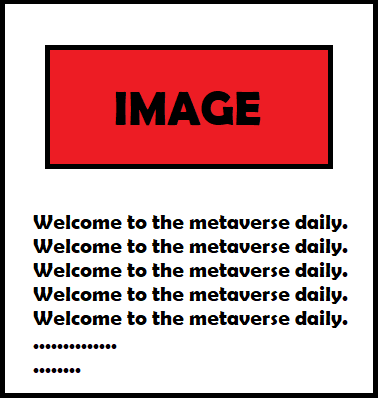 IMAGE
Welcome to the metaverse daily.
Welcome to the metaverse daily.
Welcome to the metaverse daily.
Welcome to the metaverse daily.
Welcome to the metaverse daily.
..............
........